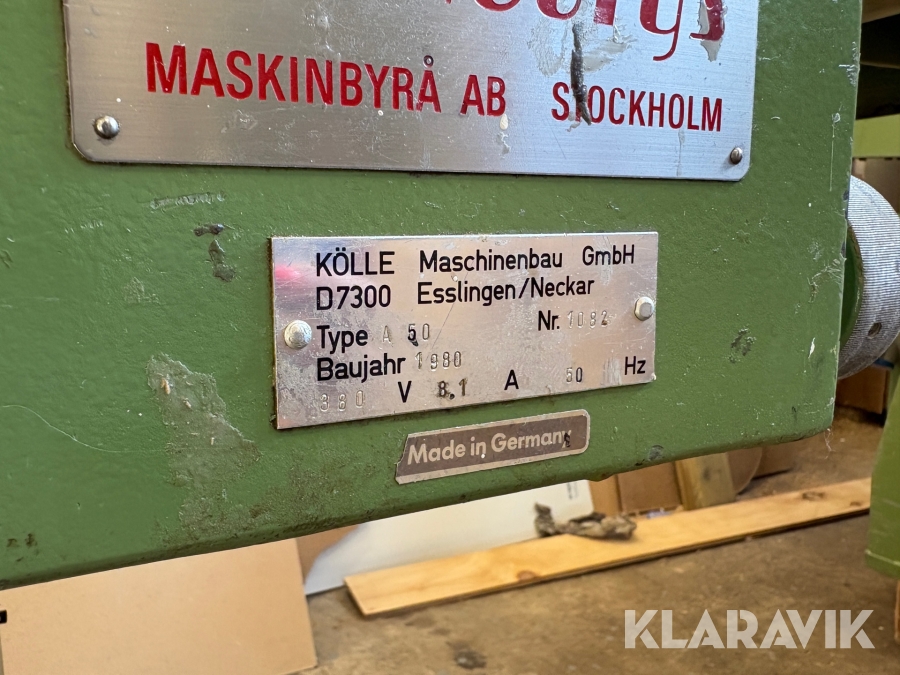 MASKINBYRÅ AB STOCKHOLM
KÖLLE Maschinenbau GmbH
D7300 Esslingen/Neckar
Type A 50 Nr. 1082
Baujahr 1980
380 V 8.1 A 50 Hz
Made in Germany
KLARAVIK